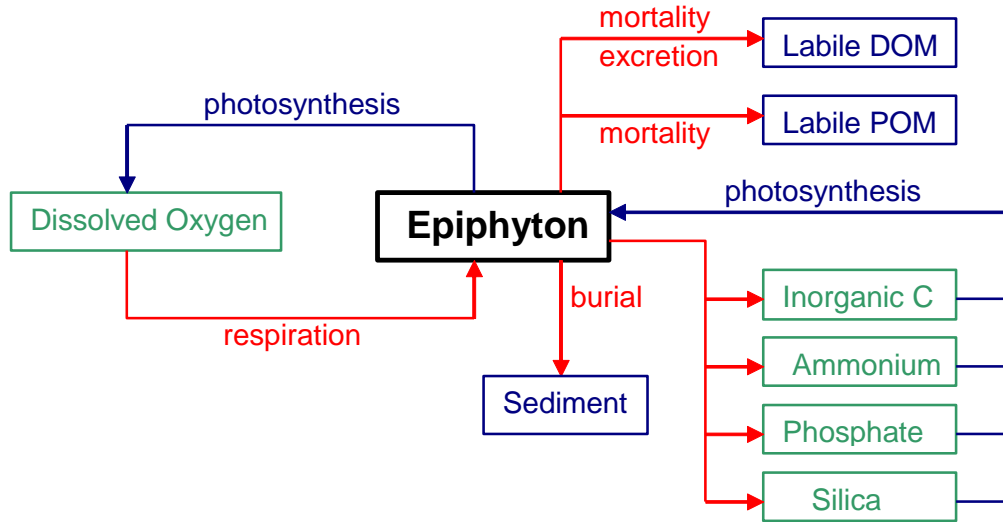 mortality
excretion
Labile DOM
photosynthesis
mortality
Labile POM
photosynthesis
Dissolved Oxygen
Epiphyton
respiration
burial
Inorganic C
Ammonium
Sediment
Phosphate
Silica